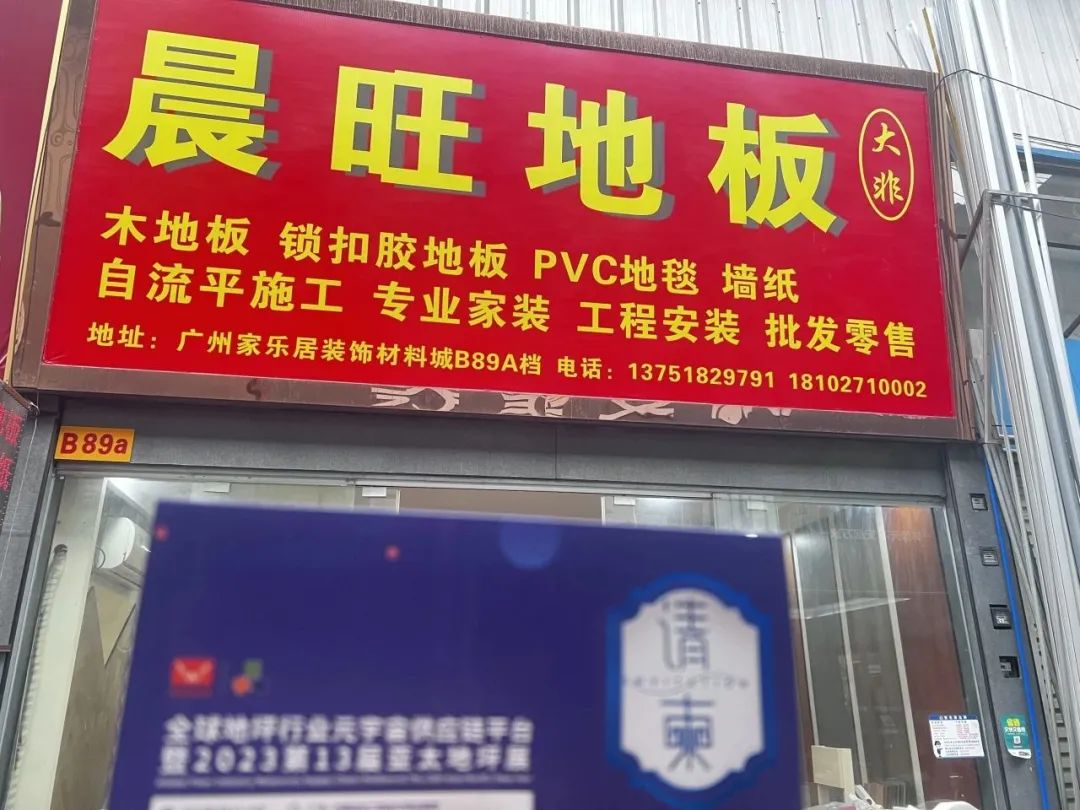 晨旺地板
大非
木地板 锁扣胶地板 PVC地毯 墙纸
自流平施工 专业家装 工程安装 批发零售
地址：广州家乐居装饰材料城B89A档 电话：13751829791 18102710002
B89a
请柬
全球地坪行业元宇宙供应链平台
暨2023第13届亚太地坪展